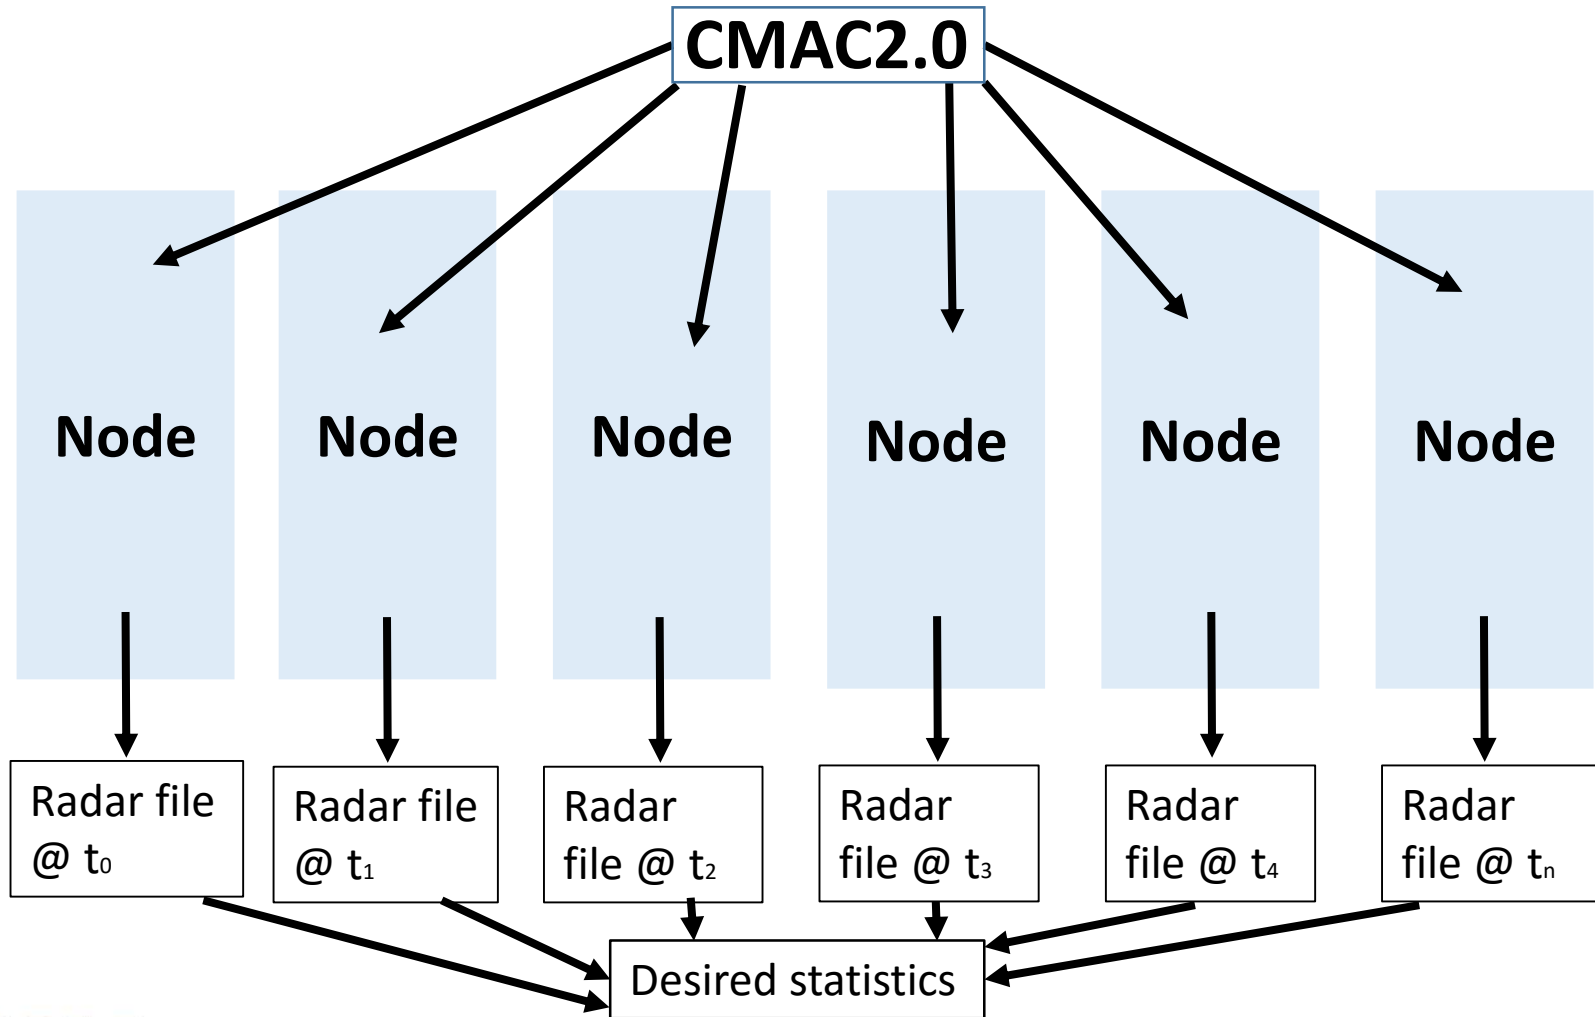 CMAC2.0
Node
Node
Node
Node
Node
Node
Radar file
@ t₀
Radar file
@ t₁
Radar
file @ t₂
Radar
file @ t₃
Radar
file @ t₄
Radar
file @ tₙ
Desired statistics